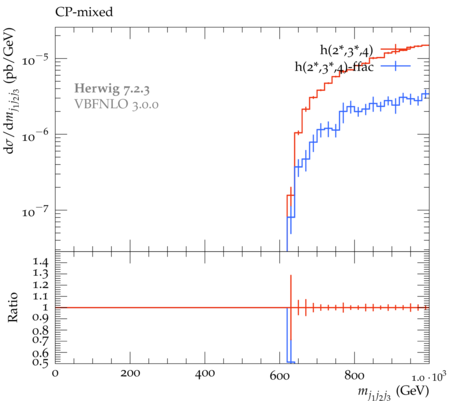 CP-mixed
h(2*,3*,4)
h(2*,3*,4)-ffac
Herwig 7.2.3
VBFNLO 3.0.0
dσ/dm_{j₁j₂j₃} (pb/GeV)
10⁻⁵
10⁻⁶
10⁻⁷
Ratio
1.4
1.3
1.2
1.1
1
0.9
0.8
0.7
0.6
0.5
0 200 400 600 800 1.0 · 10³
m_{j₁j₂j₃} (GeV)